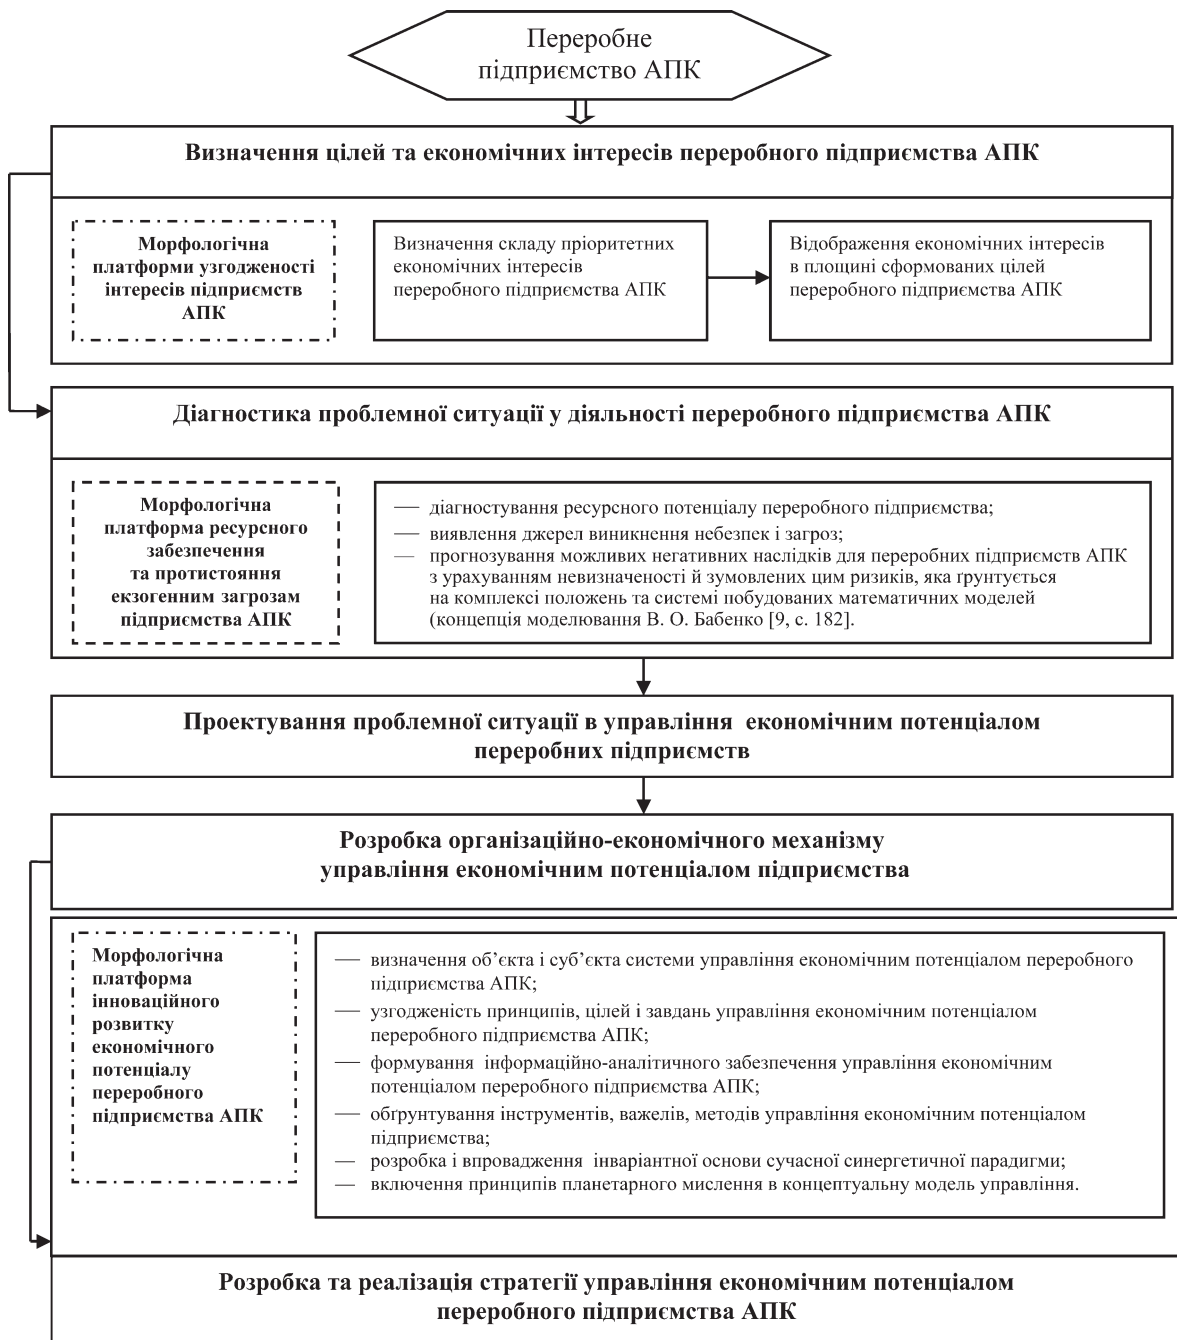 Переробне
підприємство АПК
Визначення цілей та економічних інтересів переробного підприємства АПК
Морфологічна
платформи узгодженості
інтересів підприємств
АПК
Визначення складу пріоритетних
економічних інтересів
переробного підприємства АПК
Відображення економічних інтересів
в площині сформованих цілей
переробного підприємства АПК
Діагностика проблемної ситуації у діяльності переробного підприємства АПК
Морфологічна
платформа ресурсного
забезпечення
та протистояння
екзогенним загрозам
підприємства АПК
— діагностування ресурсного потенціалу переробного підприємства;
— виявлення джерел виникнення небезпек і загроз;
— прогнозування можливих негативних наслідків для переробних підприємств АПК
з урахуванням невизначеності й зумовлених цим ризиків, яка ґрунтується
на комплексі положень та системі побудованих математичних моделей
(концепція моделювання В. О. Бабенко [9, с. 182].
Проектування проблемної ситуації в управління економічним потенціалом
переробних підприємств
Розробка організаційно-економічного механізму
управління економічним потенціалом підприємства
Морфологічна
платформа
інноваційного
розвитку
економічного
потенціалу
переробного
підприємства АПК
— визначення об’єкта і суб’єкта системи управління економічним потенціалом переробного
підприємства АПК;
— узгодженість принципів, цілей і завдань управління економічним потенціалом
переробного підприємства АПК;
— формування інформаційно-аналітичного забезпечення управління економічним
потенціалом переробного підприємства АПК;
— обґрунтування інструментів, важелів, методів управління економічним потенціалом
підприємства;
— розробка і впровадження інваріантної основи сучасної синергетичної парадигми;
— включення принципів планетарного мислення в концептуальну модель управління.
Розробка та реалізація стратегії управління економічним потенціалом
переробного підприємства АПК